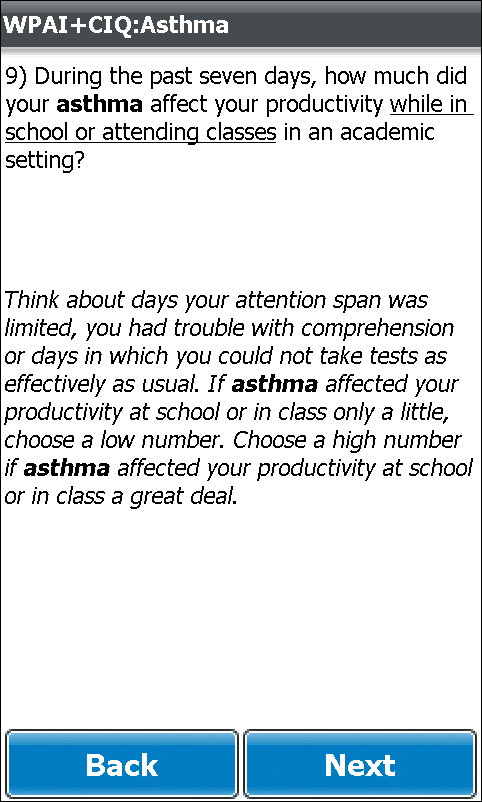 WPAI+CIQ:Asthma
9) During the past seven days, how much did
your asthma affect your productivity while in
school or attending classes in an academic
setting?
Think about days your attention span was
limited, you had trouble with comprehension
or days in which you could not take tests as
effectively as usual. If asthma affected your
productivity at school or in class only a little,
choose a low number. Choose a high number
if asthma affected your productivity at school
or in class a great deal.
Back
Next